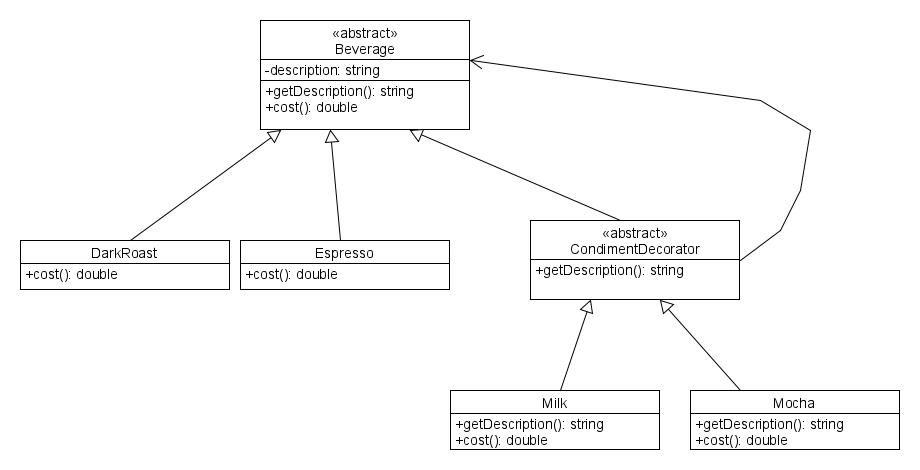 «abstract»
Beverage
-description: string
+getDescription(): string
+cost(): double
DarkRoast
+cost(): double
Espresso
+cost(): double
«abstract»
CondimentDecorator
+getDescription(): string
Milk
+getDescription(): string
+cost(): double
Mocha
+getDescription(): string
+cost(): double